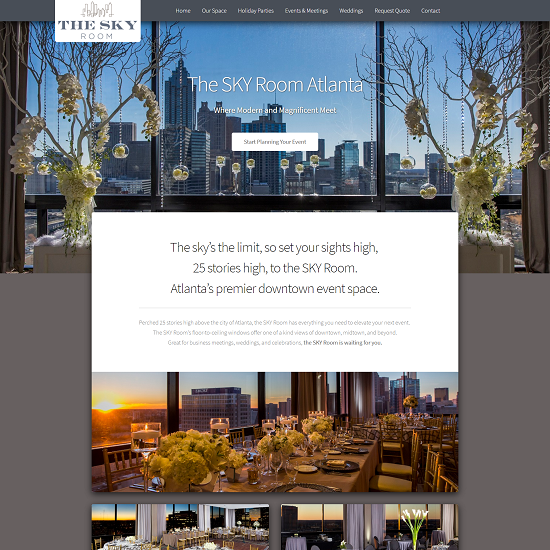 THE SKY
ROOM
Home Our Space Holiday Parties Events & Meetings Weddings Request Quote Contact
The SKY Room Atlanta
Where Modern and Magnificent Meet
Start Planning Your Event
The sky's the limit, so set your sights high,
25 stories high, to the SKY Room.
Atlanta's premier downtown event space.
Perched 25 stories high above the city of Atlanta, the SKY Room has everything you need to elevate your next event.
The SKY Room's floor-to-ceiling windows offer one of a kind views of downtown, midtown, and beyond.
Great for business meetings, weddings, and celebrations, the SKY Room is waiting for you.